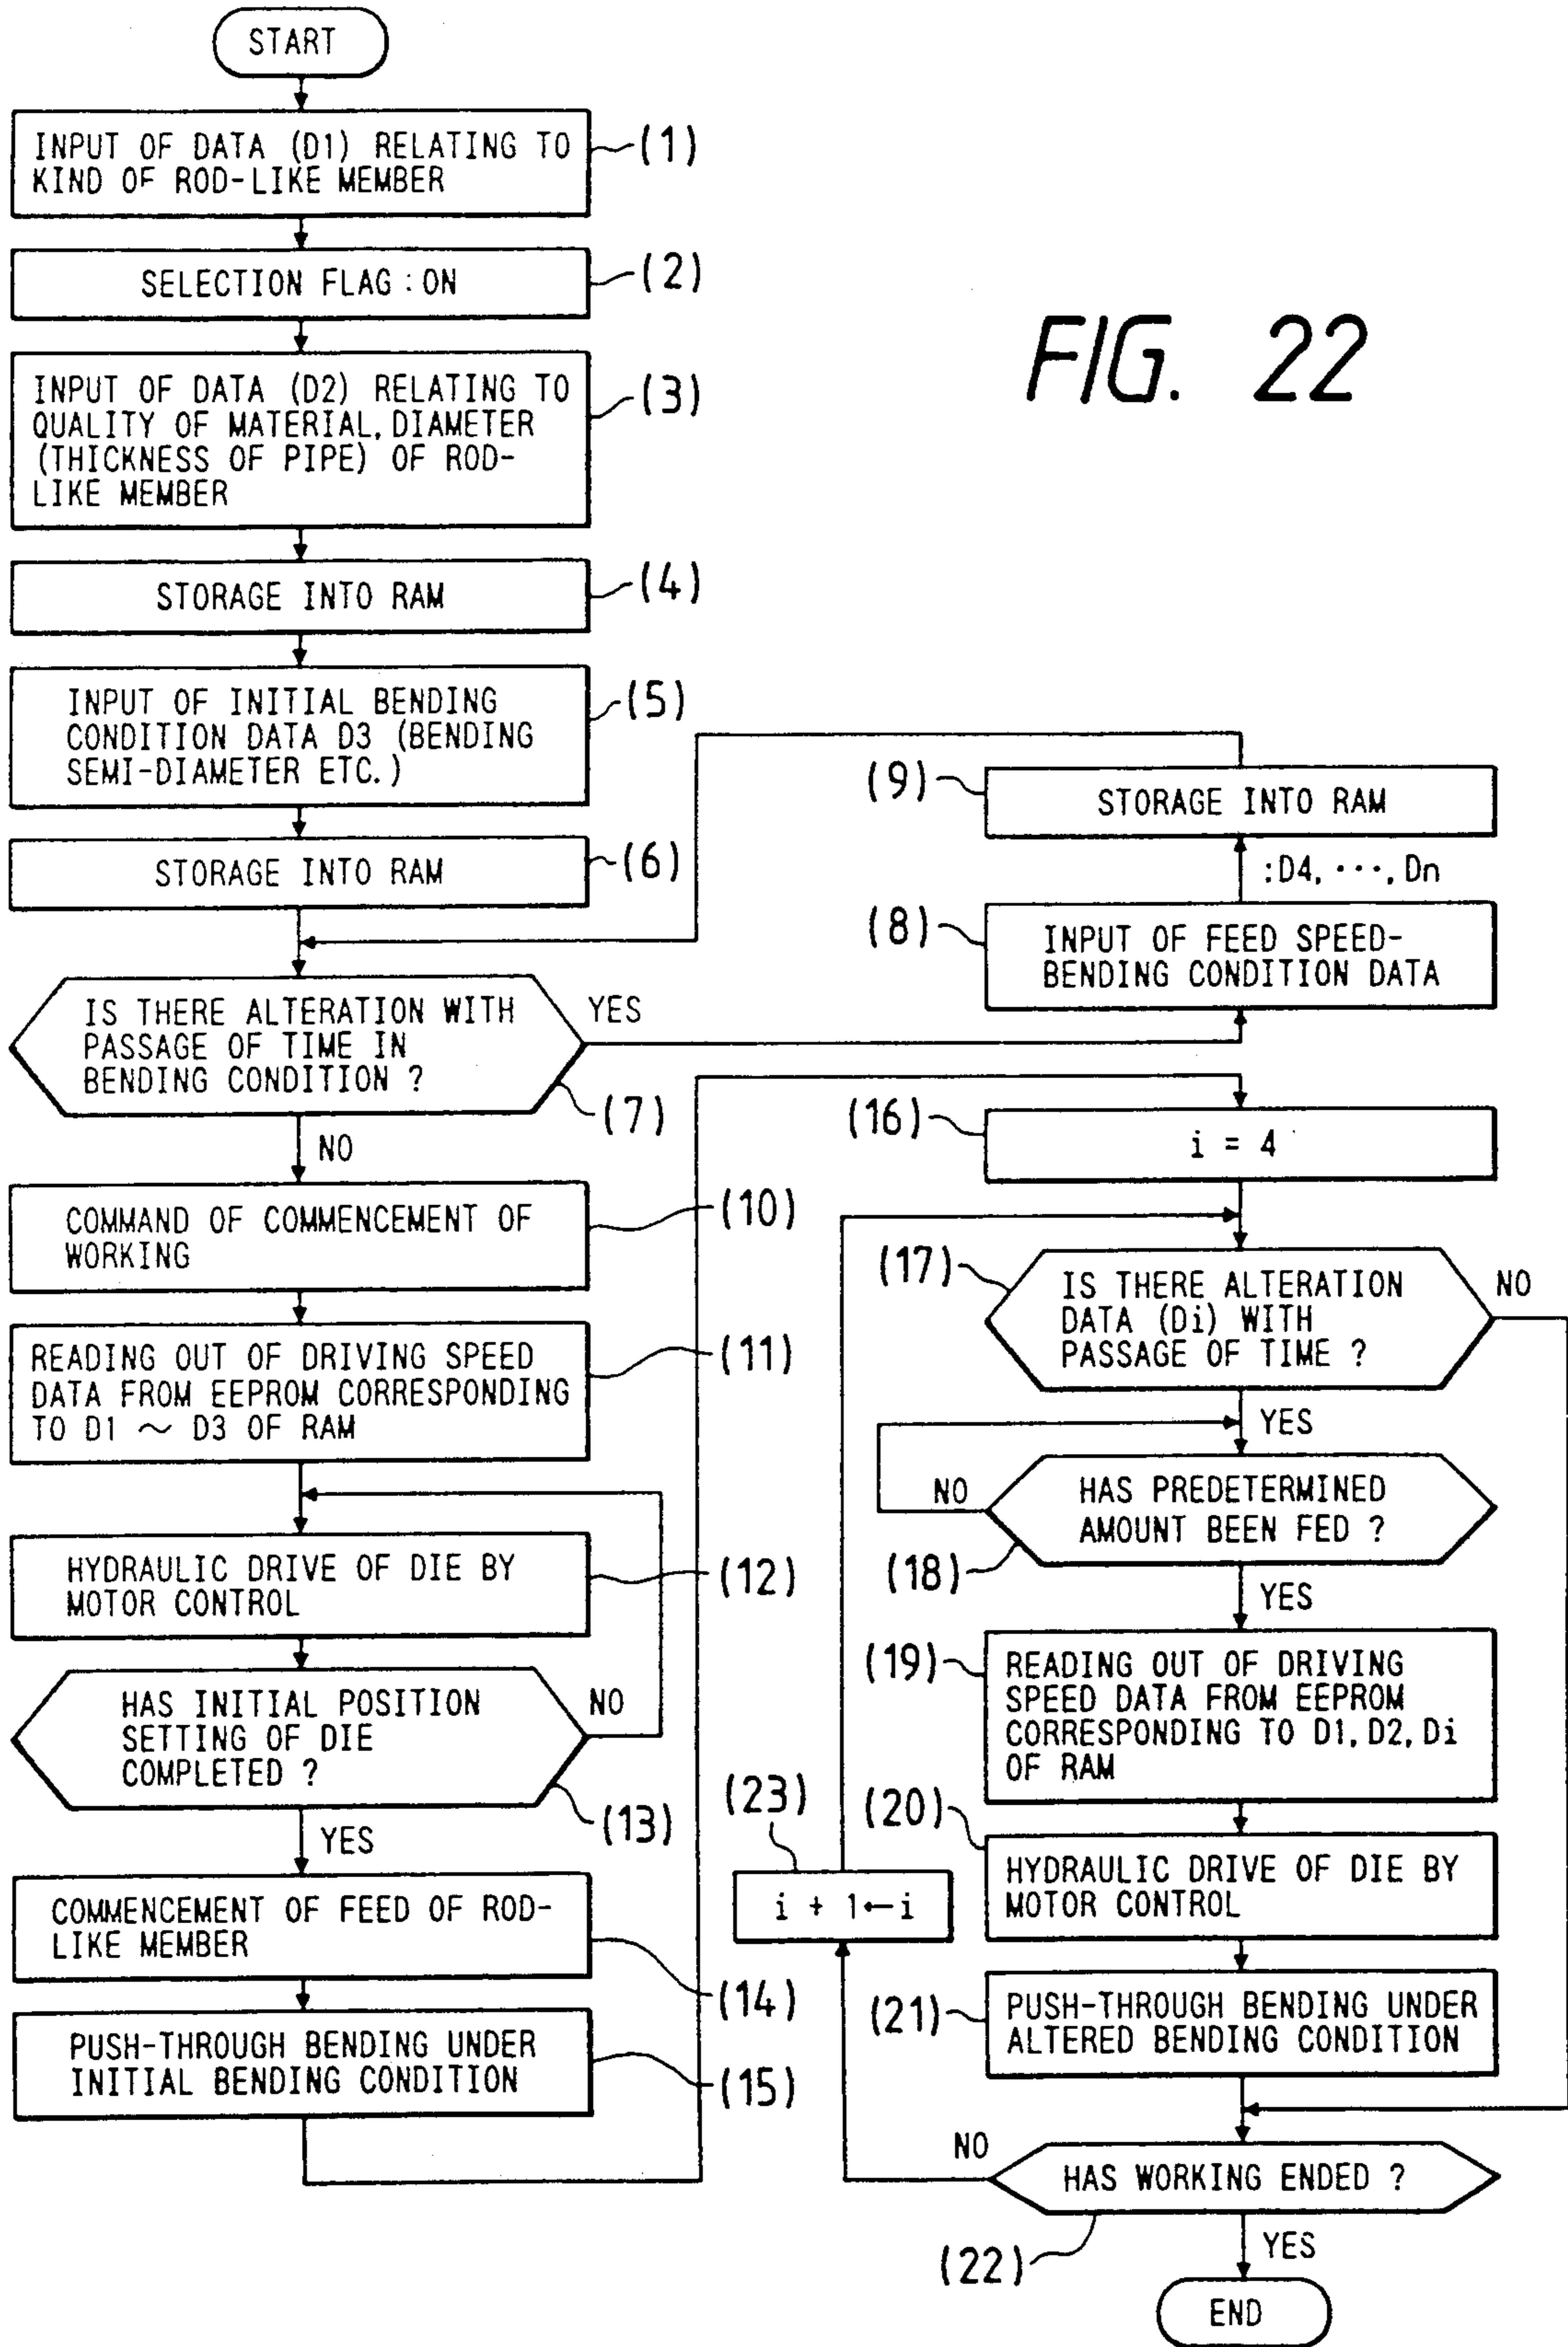 START
INPUT OF DATA (D1) RELATING TO
KIND OF ROD-LIKE MEMBER
(1)
SELECTION FLAG : ON
(2)
FIG. 22
INPUT OF DATA (D2) RELATING TO
QUALITY OF MATERIAL, DIAMETER
(THICKNESS OF PIPE) OF ROD-
LIKE MEMBER
(3)
STORAGE INTO RAM
(4)
INPUT OF INITIAL BENDING
CONDITION DATA D3 (BENDING
SEMI-DIAMETER ETC.)
(5)
STORAGE INTO RAM
(6)
IS THERE ALTERATION WITH
PASSAGE OF TIME IN
BENDING CONDITION ?
(7)
YES
NO
(8)
INPUT OF FEED SPEED-
BENDING CONDITION DATA
:D4, ···, Dn
(9)
STORAGE INTO RAM
COMMAND OF COMMENCEMENT OF
WORKING
(10)
READING OUT OF DRIVING SPEED
DATA FROM EEPROM CORRESPONDING
TO D1 ~ D3 OF RAM
(11)
HYDRAULIC DRIVE OF DIE BY
MOTOR CONTROL
(12)
HAS INITIAL POSITION
SETTING OF DIE
COMPLETED ?
(13)
NO
YES
COMMENCEMENT OF FEED OF ROD-
LIKE MEMBER
(14)
PUSH-THROUGH BENDING UNDER
INITIAL BENDING CONDITION
(15)
(16)
i = 4
(17)
IS THERE ALTERATION
DATA (Di) WITH
PASSAGE OF TIME ?
NO
YES
HAS PREDETERMINED
AMOUNT BEEN FED ?
NO
(18)
YES
(19)
READING OUT OF DRIVING
SPEED DATA FROM EEPROM
CORRESPONDING TO D1, D2, Di
OF RAM
(20)
HYDRAULIC DRIVE OF DIE BY
MOTOR CONTROL
(21)
PUSH-THROUGH BENDING UNDER
ALTERED BENDING CONDITION
HAS WORKING ENDED ?
(22)
NO
YES
(23)
i + 1←i
END